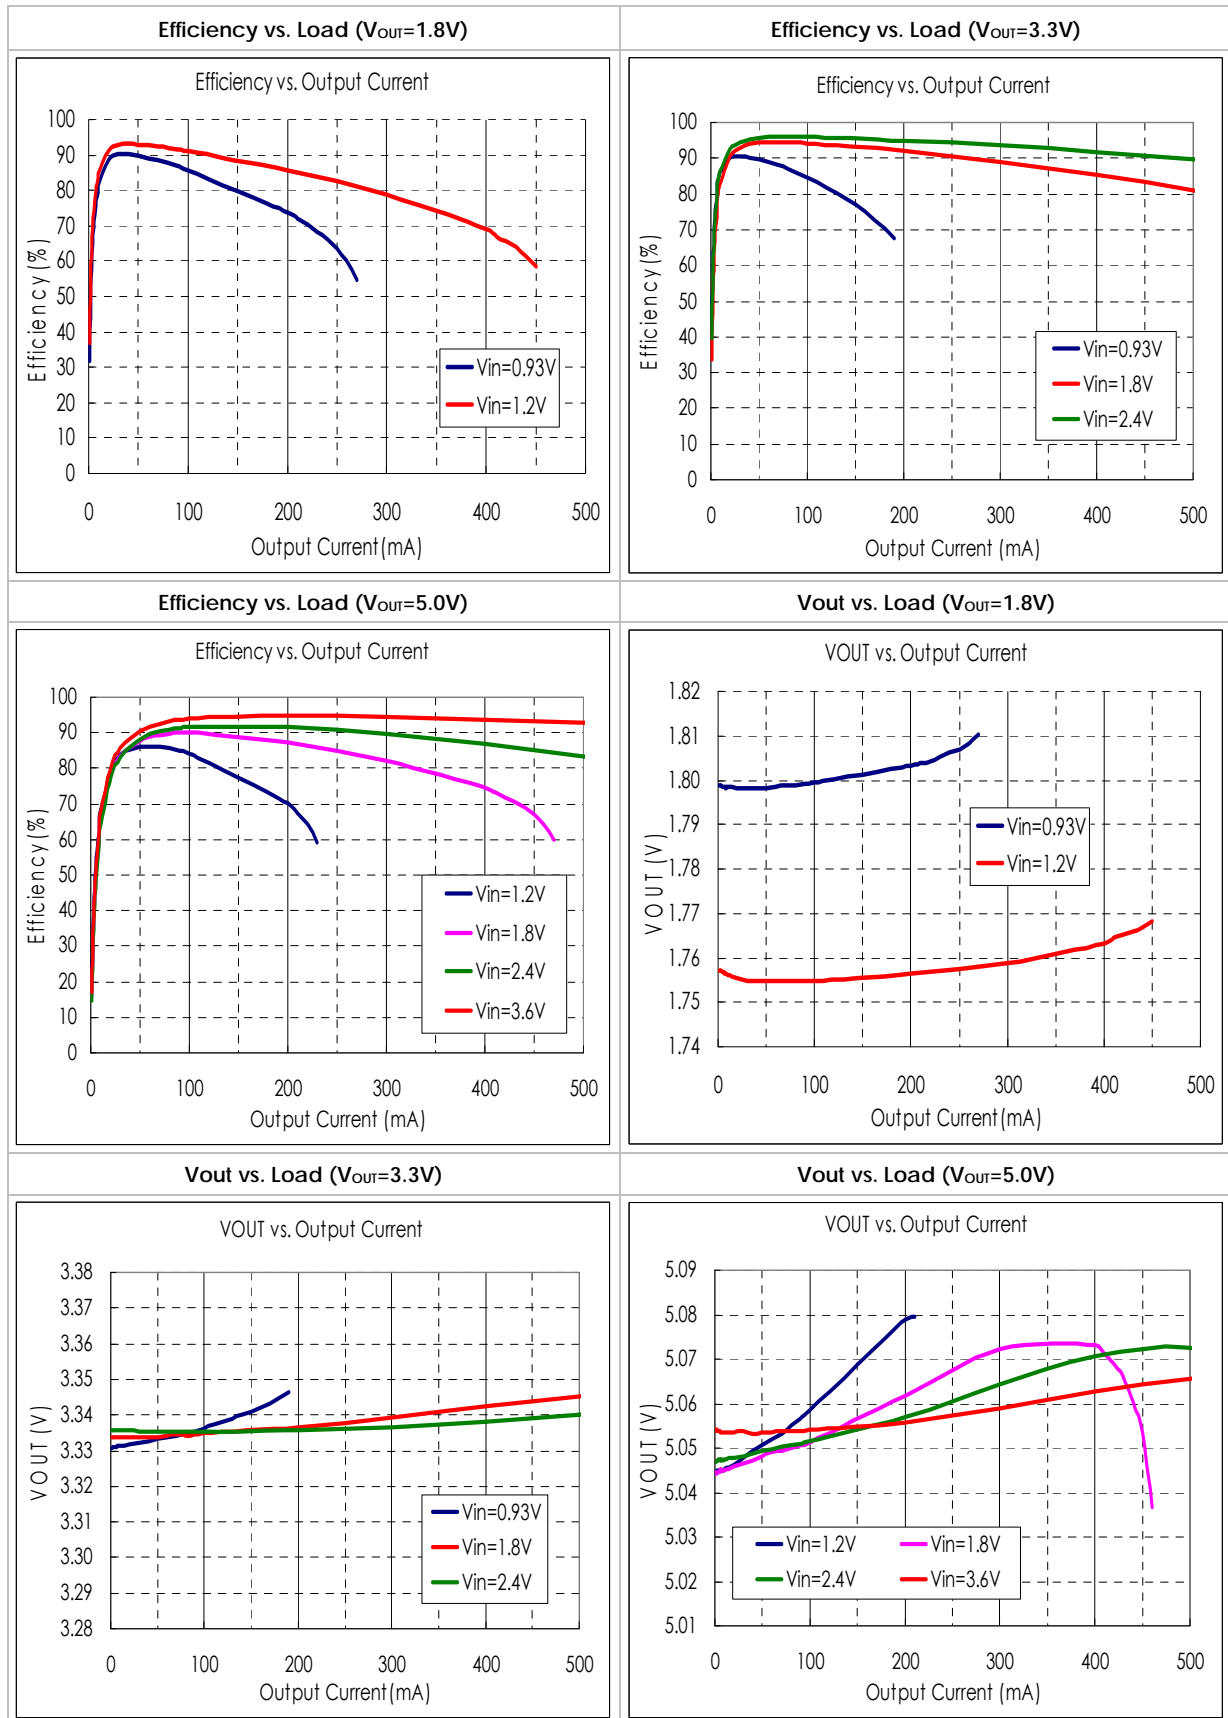 Efficiency vs. Load (VOUT=1.8V)
Efficiency vs. Output Current
100
90
80
70
60
50
40
30
20
10
0
Efficiency (%)
Vin=0.93V
Vin=1.2V
0 100 200 300 400 500
Output Current(mA)
Efficiency vs. Load (VOUT=3.3V)
Efficiency vs. Output Current
100
90
80
70
60
50
40
30
20
10
0
Efficiency (%)
Vin=0.93V
Vin=1.8V
Vin=2.4V
0 100 200 300 400 500
Output Current (mA)
Efficiency vs. Load (VOUT=5.0V)
Efficiency vs. Output Current
100
90
80
70
60
50
40
30
20
10
0
Efficiency (%)
Vin=1.2V
Vin=1.8V
Vin=2.4V
Vin=3.6V
0 100 200 300 400 500
Output Current (mA)
Vout vs. Load (VOUT=1.8V)
VOUT vs. Output Current
1.82
1.81
1.80
1.79
1.78
1.77
1.76
1.75
1.74
VOUT (V)
Vin=0.93V
Vin=1.2V
0 100 200 300 400 500
Output Current (mA)
Vout vs. Load (VOUT=3.3V)
VOUT vs. Output Current
3.38
3.37
3.36
3.35
3.34
3.33
3.32
3.31
3.30
3.29
3.28
VOUT (V)
Vin=0.93V
Vin=1.8V
Vin=2.4V
0 100 200 300 400 500
Output Current(mA)
Vout vs. Load (VOUT=5.0V)
VOUT vs. Output Current
5.09
5.08
5.07
5.06
5.05
5.04
5.03
5.02
5.01
VOUT (V)
Vin=1.2V Vin=1.8V
Vin=2.4V Vin=3.6V
0 100 200 300 400 500
Output Current (mA)